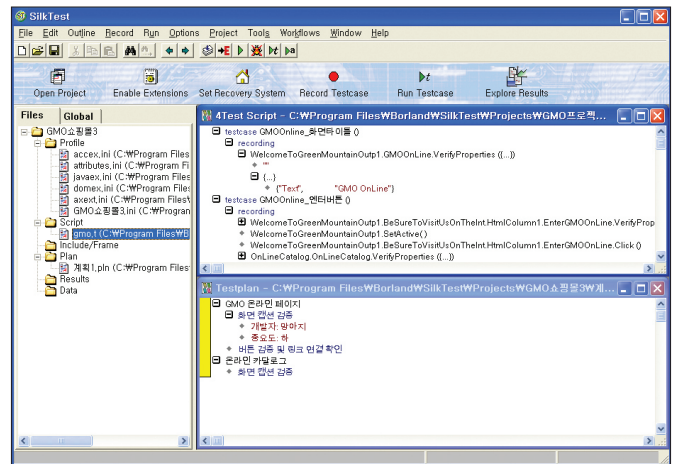 SilkTest
File Edit Outline Record Run Options Project Tools Workflows Window Help
Open Project Enable Extensions Set Recovery System Record Testcase Run Testcase Explore Results
Files Global
GMO쇼핑몰3
Profile
accex,ini (C:₩Program Files
attributes,ini (C:₩Program Fi
javaex,ini (C:₩Program Files
domex,ini (C:₩Program Files
axext,ini (C:₩Program Files₩
GMO쇼핑몰3,ini (C:₩Progran
Script
gmo,t (C:₩Program Files₩B
Include/Frame
Plan
계획1,pln (C:₩Program Files
Results
Data
4Test Script - C:₩Program Files₩Borland₩SilkTest₩Projects₩GMO프로젝...
testcase GMOOnline_화면타이틀 ()
recording
WelcomeToGreenMountainOutp1.GMOOnLine.VerifyProperties ({...})
""
{...}
{"Text", "GMO OnLine"}
testcase GMOOnline_엔터버튼 ()
recording
WelcomeToGreenMountainOutp1.BeSureToVisitUsOnTheInt.HtmlColumn1.EnterGMOOnLine.VerifyProp
WelcomeToGreenMountainOutp1.SetActive()
WelcomeToGreenMountainOutp1.BeSureToVisitUsOnTheInt.HtmlColumn1.EnterGMOOnLine.Click ()
OnLineCatalog.OnLineCatalog.VerifyProperties ({...})
Testplan - C:₩Program Files₩Borland₩SilkTest₩Projects₩GMO쇼핑몰3₩계...
GMO 온라인 페이지
화면 캡션 검증
개발자: 망아지
중요도: 하
버튼 검증 및 링크 연결 확인
온라인 카달로그
화면 캡션 검증